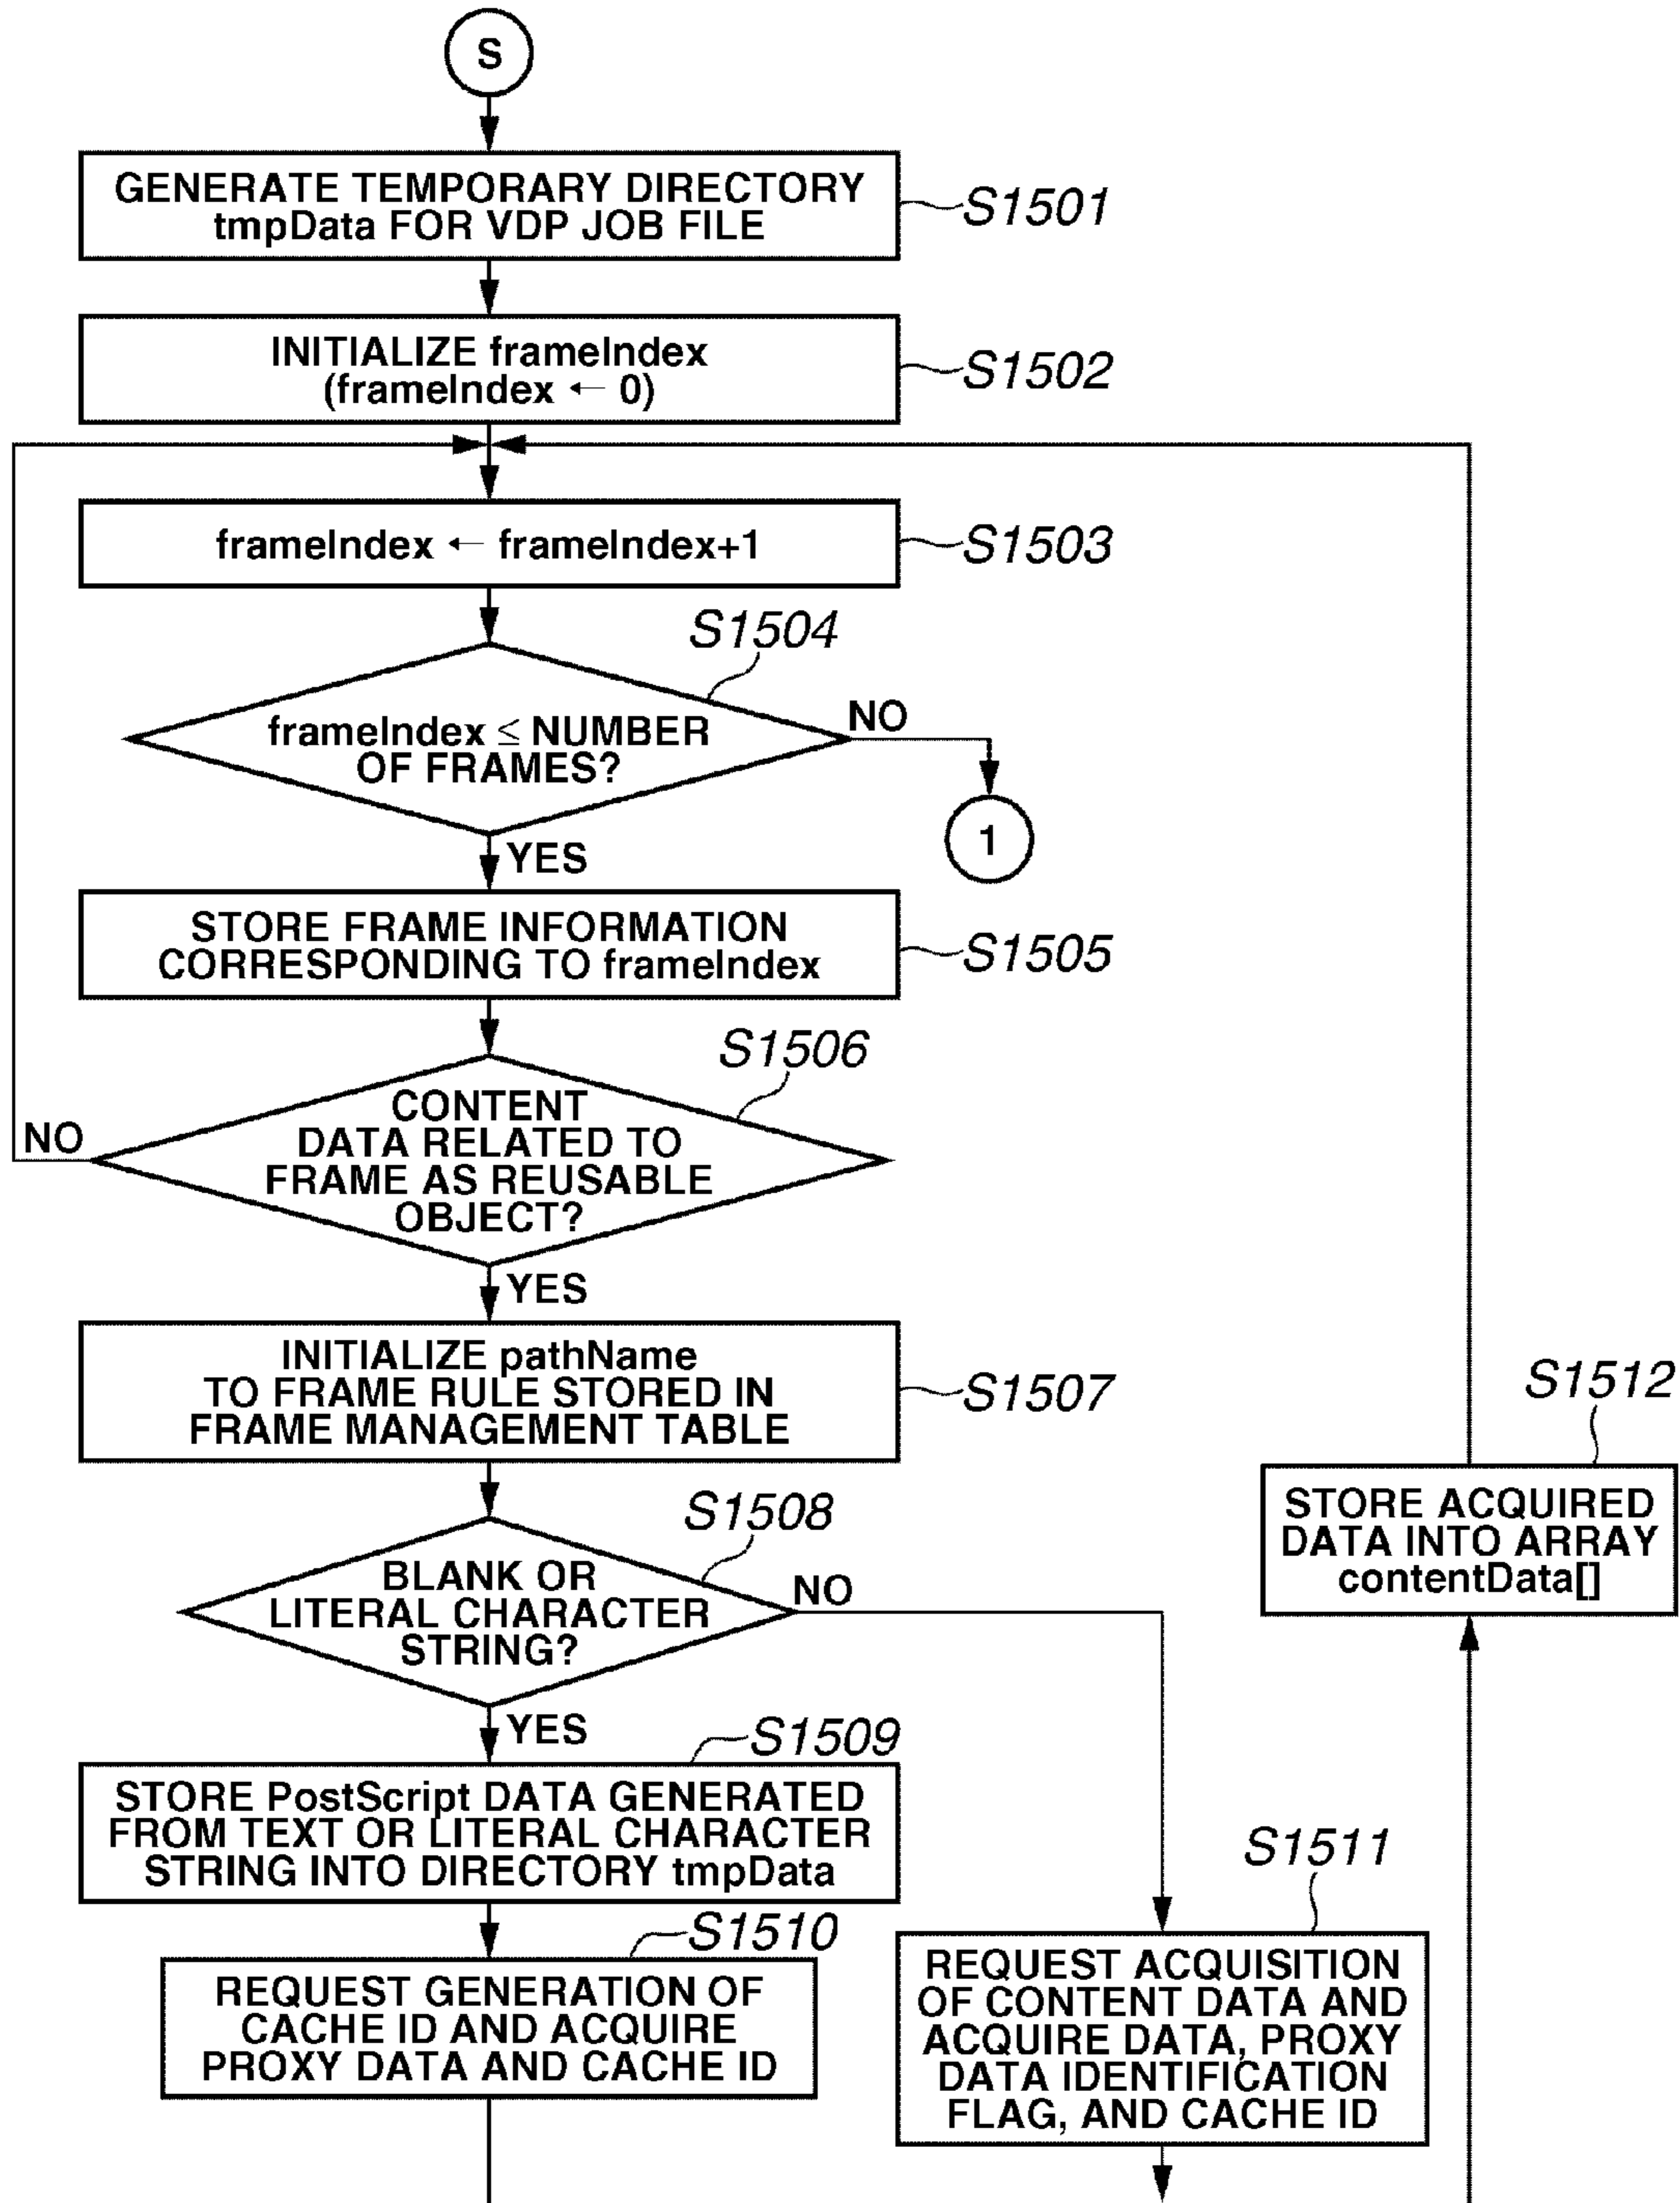 S
GENERATE TEMPORARY DIRECTORY
tmpData FOR VDP JOB FILE
S1501
INITIALIZE frameIndex
(frameIndex ← 0)
S1502
frameIndex ← frameIndex+1
S1503
S1504
frameIndex ≤ NUMBER
OF FRAMES?
NO
1
YES
STORE FRAME INFORMATION
CORRESPONDING TO frameIndex
S1505
S1506
CONTENT
DATA RELATED TO
FRAME AS REUSABLE
OBJECT?
NO
YES
INITIALIZE pathName
TO FRAME RULE STORED IN
FRAME MANAGEMENT TABLE
S1507
S1508
BLANK OR
LITERAL CHARACTER
STRING?
NO
YES
S1509
STORE PostScript DATA GENERATED
FROM TEXT OR LITERAL CHARACTER
STRING INTO DIRECTORY tmpData
S1510
REQUEST GENERATION OF
CACHE ID AND ACQUIRE
PROXY DATA AND CACHE ID
S1511
REQUEST ACQUISITION
OF CONTENT DATA AND
ACQUIRE DATA, PROXY
DATA IDENTIFICATION
FLAG, AND CACHE ID
S1512
STORE ACQUIRED
DATA INTO ARRAY
contentData[]